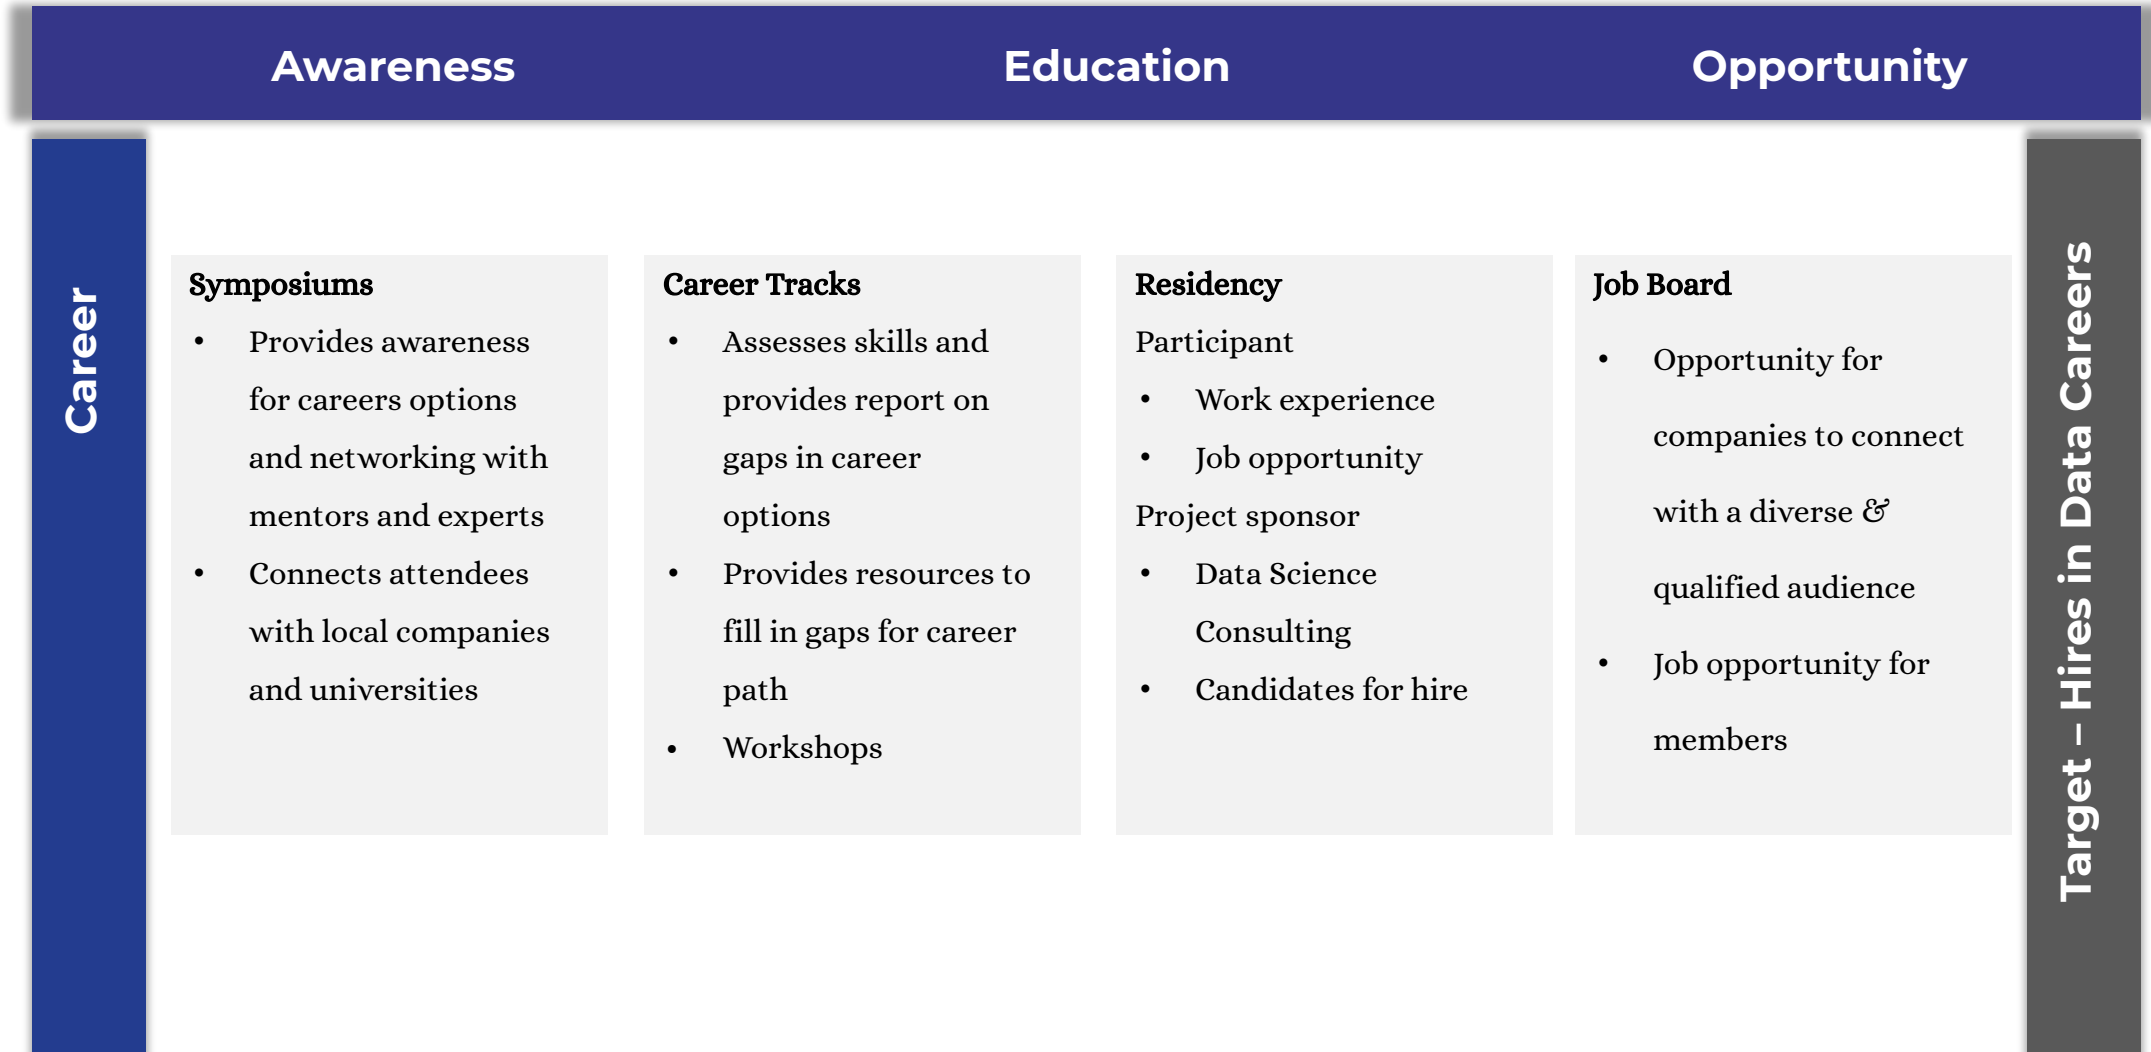 Awareness
Education
Opportunity
Career
Symposiums
• Provides awareness
for careers options
and networking with
mentors and experts
• Connects attendees
with local companies
and universities
Career Tracks
• Assesses skills and
provides report on
gaps in career
options
• Provides resources to
fill in gaps for career
path
• Workshops
Residency
Participant
• Work experience
• Job opportunity
Project sponsor
• Data Science
Consulting
• Candidates for hire
Job Board
• Opportunity for
companies to connect
with a diverse &
qualified audience
• Job opportunity for
members
Target – Hires in Data Careers